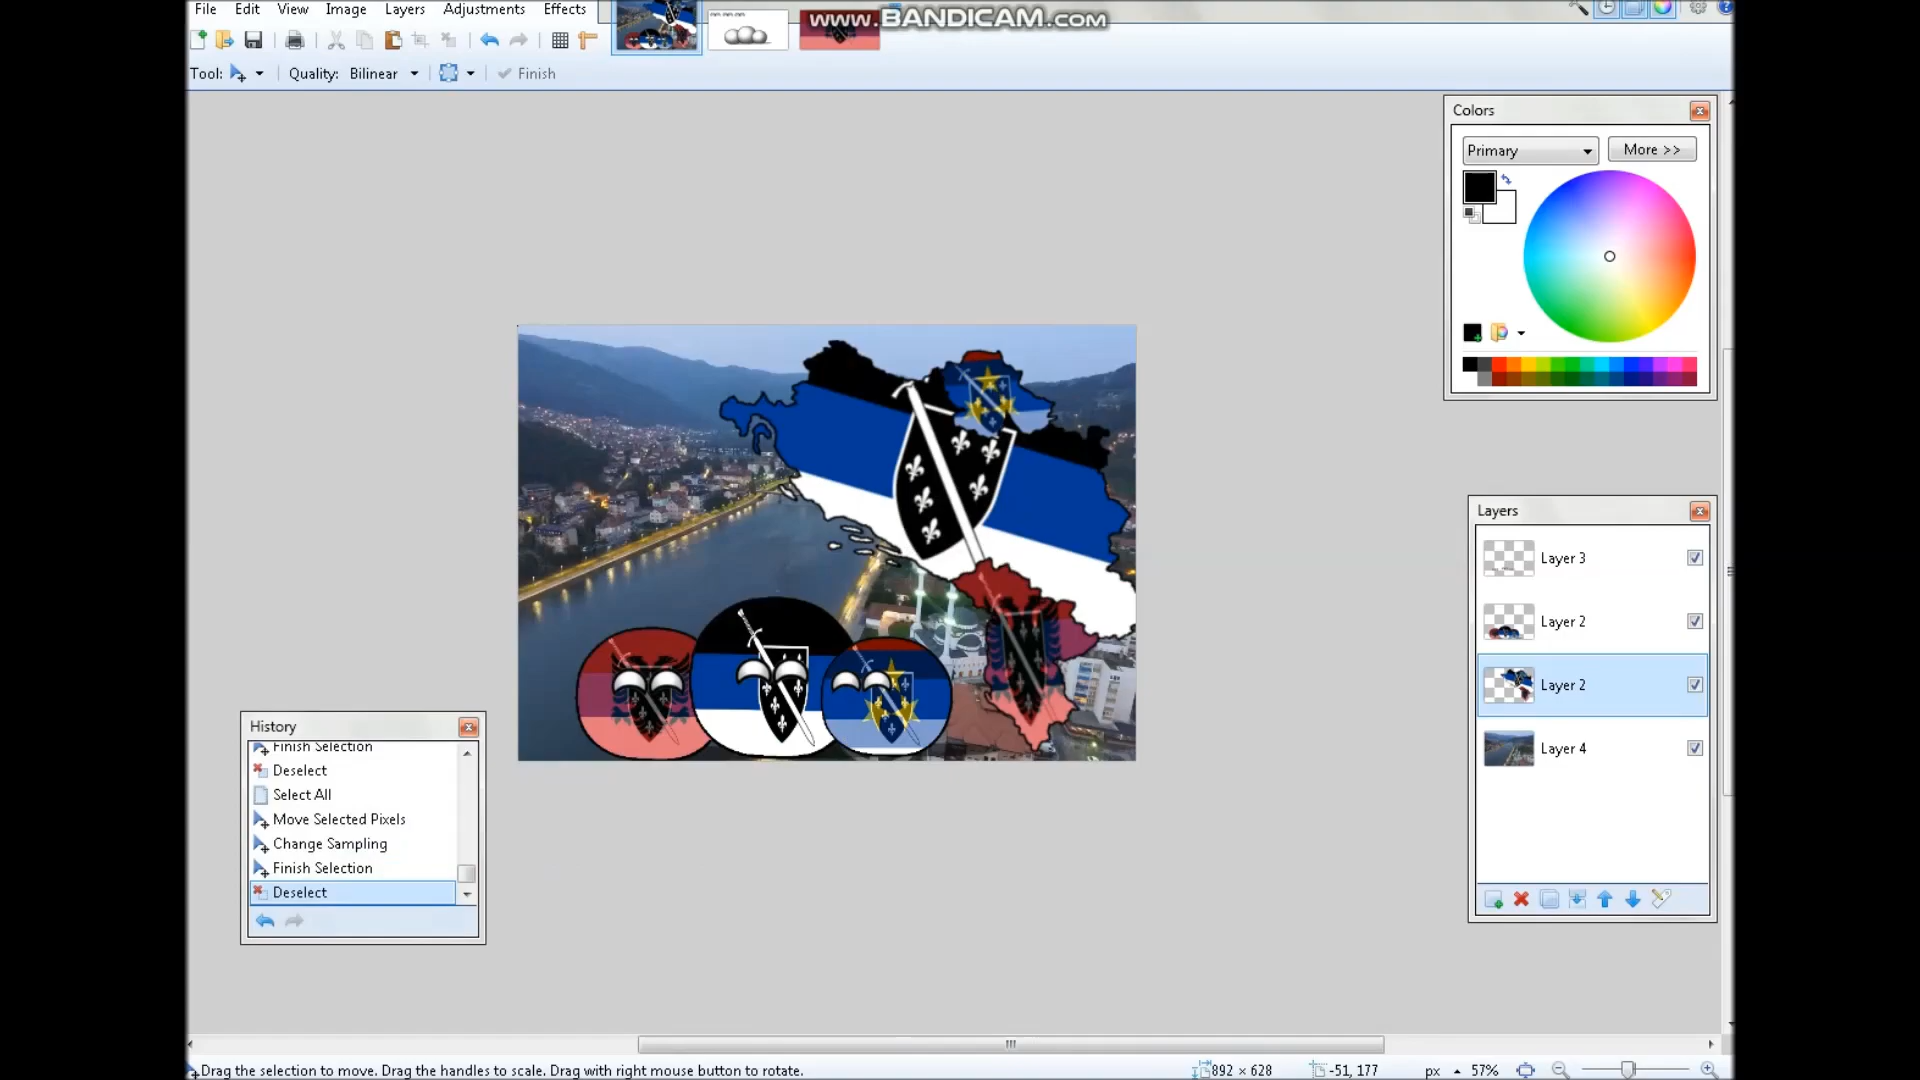 File Edit View Image Layers Adjustments Effects
www.BANDICAM.com
Tool: Quality: Bilinear Finish
Colors
Primary More >>
Layers
Layer 3
Layer 2
Layer 2
Layer 4
History
Finish Selection
Deselect
Select All
Move Selected Pixels
Change Sampling
Finish Selection
Deselect
Drag the selection to move. Drag the handles to scale. Drag with right mouse button to rotate. 892 × 628 -51, 177 px 57%